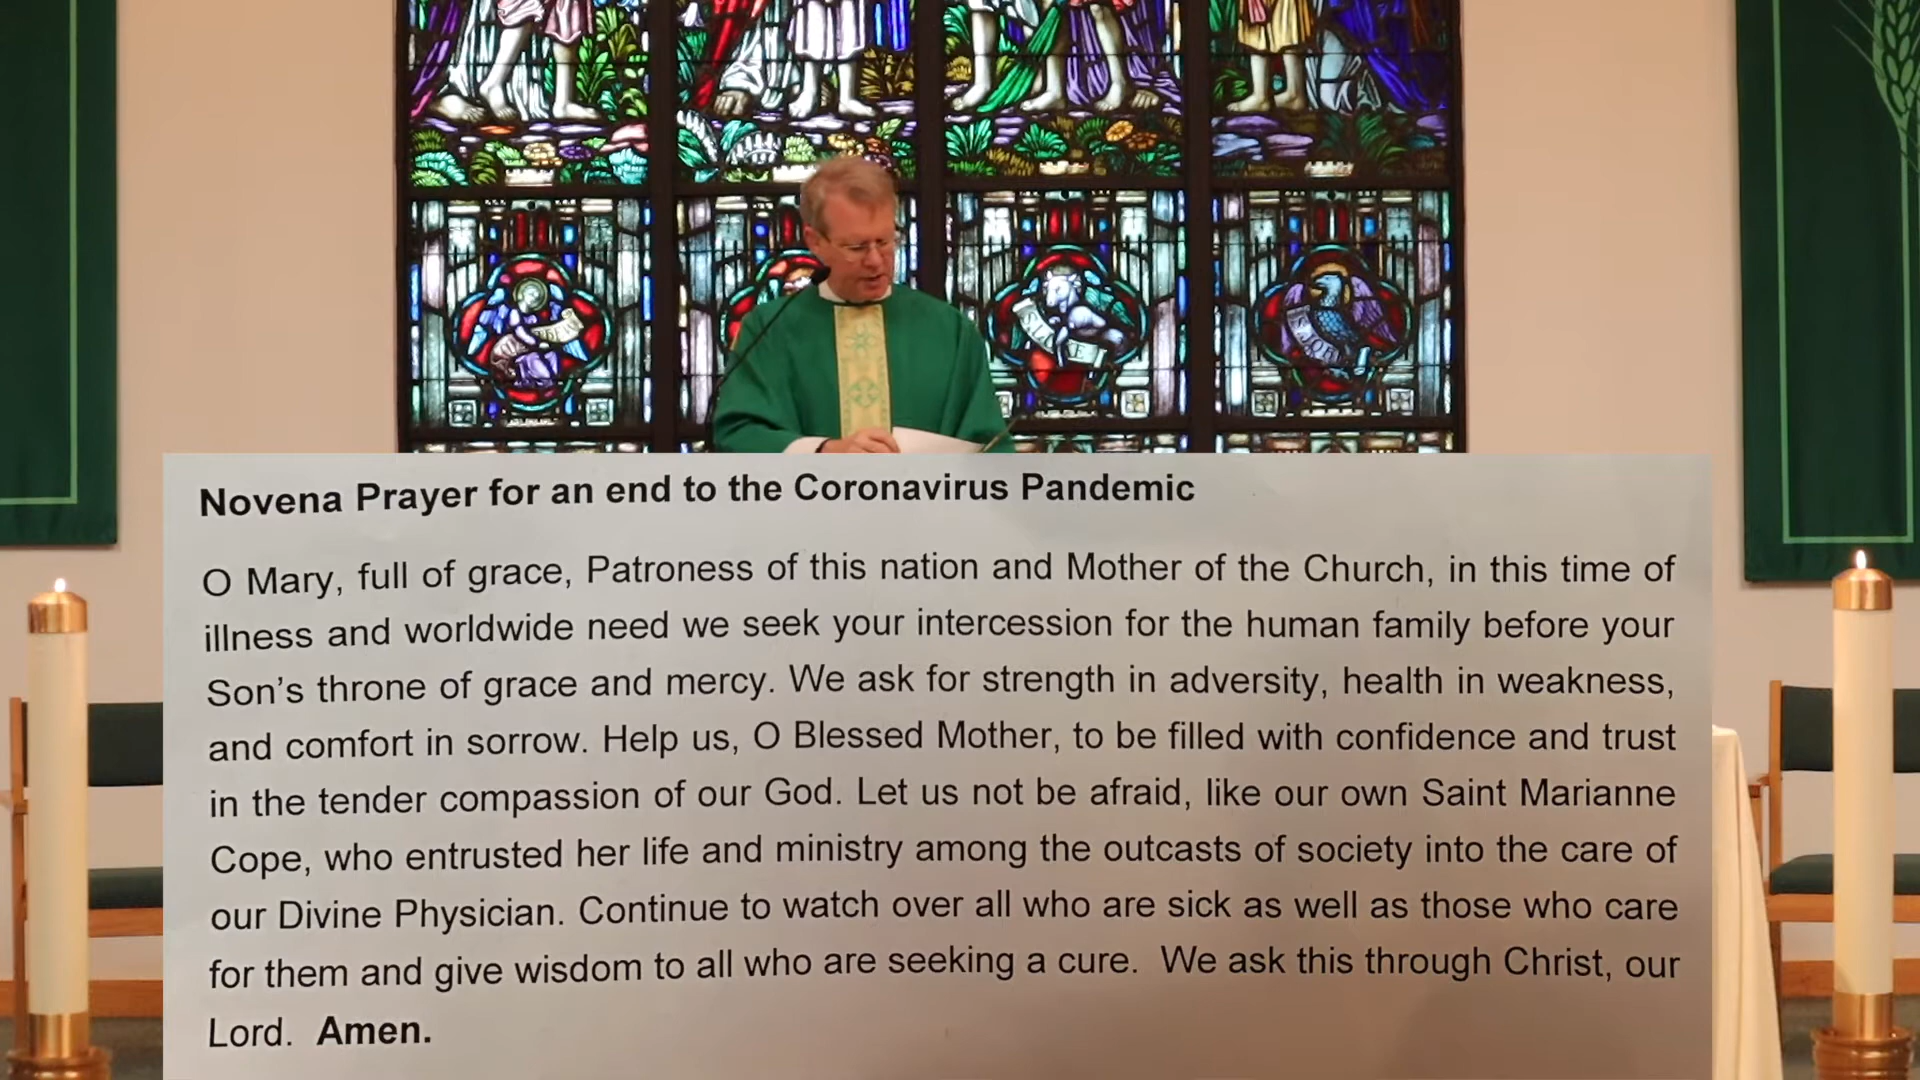 S. LUKE
S. JOHN
Novena Prayer for an end to the Coronavirus Pandemic
O Mary, full of grace, Patroness of this nation and Mother of the Church, in this time of
illness and worldwide need we seek your intercession for the human family before your
Son’s throne of grace and mercy. We ask for strength in adversity, health in weakness,
and comfort in sorrow. Help us, O Blessed Mother, to be filled with confidence and trust
in the tender compassion of our God. Let us not be afraid, like our own Saint Marianne
Cope, who entrusted her life and ministry among the outcasts of society into the care of
our Divine Physician. Continue to watch over all who are sick as well as those who care
for them and give wisdom to all who are seeking a cure.  We ask this through Christ, our
Lord.  Amen.